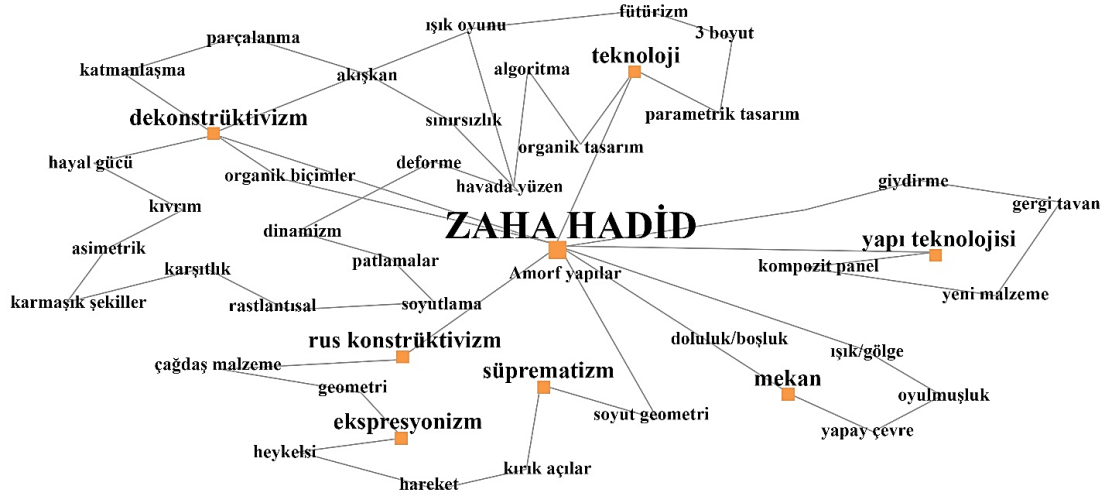 ışık oyunu
fütürizm
3 boyut
parçalanma
katmanlaşma
akışkan
algoritma
teknoloji
dekonstrüktivizm
sınırsızlık
parametrik tasarım
organik tasarım
hayal gücü
organik biçimler
deforme
havada yüzen
giydirme
gergi tavan
kıvrım
dinamizm
ZAHA HADİD
yapı teknolojisi
asimetrik
karşıtlık
patlamalar
Amorf yapılar
kompozit panel
karmaşık şekiller
rastlantısal
soyutlama
yeni malzeme
rus konstrüktivizm
doluluk/boşluk
ışık/gölge
çağdaş malzeme
süprematizm
mekan
geometri
oyulmuşluk
ekspresyonizm
soyut geometri
yapay çevre
heykelsi
hareket
kırık açılar